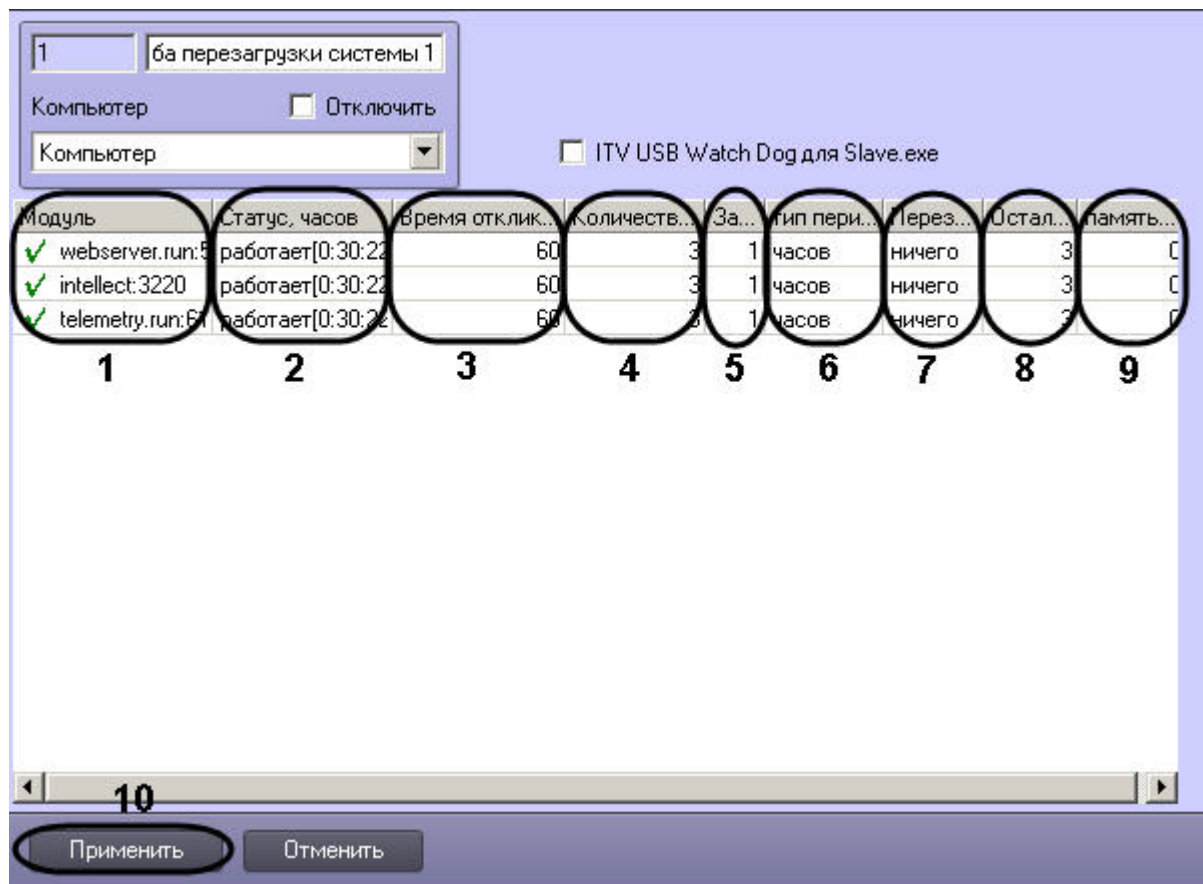 1 ба перезагрузки системы 1
Компьютер Отключить
Компьютер
ITV USB Watch Dog для Slave.exe
Модуль Статус, часов Время отклик... Количеств... За... тип пери... Перез... Остал... память...
webserver.run:5 работает[0:30:22 60 3 1 часов ничего 3 0
intellect:3220 работает[0:30:22 60 3 1 часов ничего 3 0
telemetry.run:61 работает[0:30:22 60 3 1 часов ничего 3 0
1 2 3 4 5 6 7 8 9
10
Применить Отменить